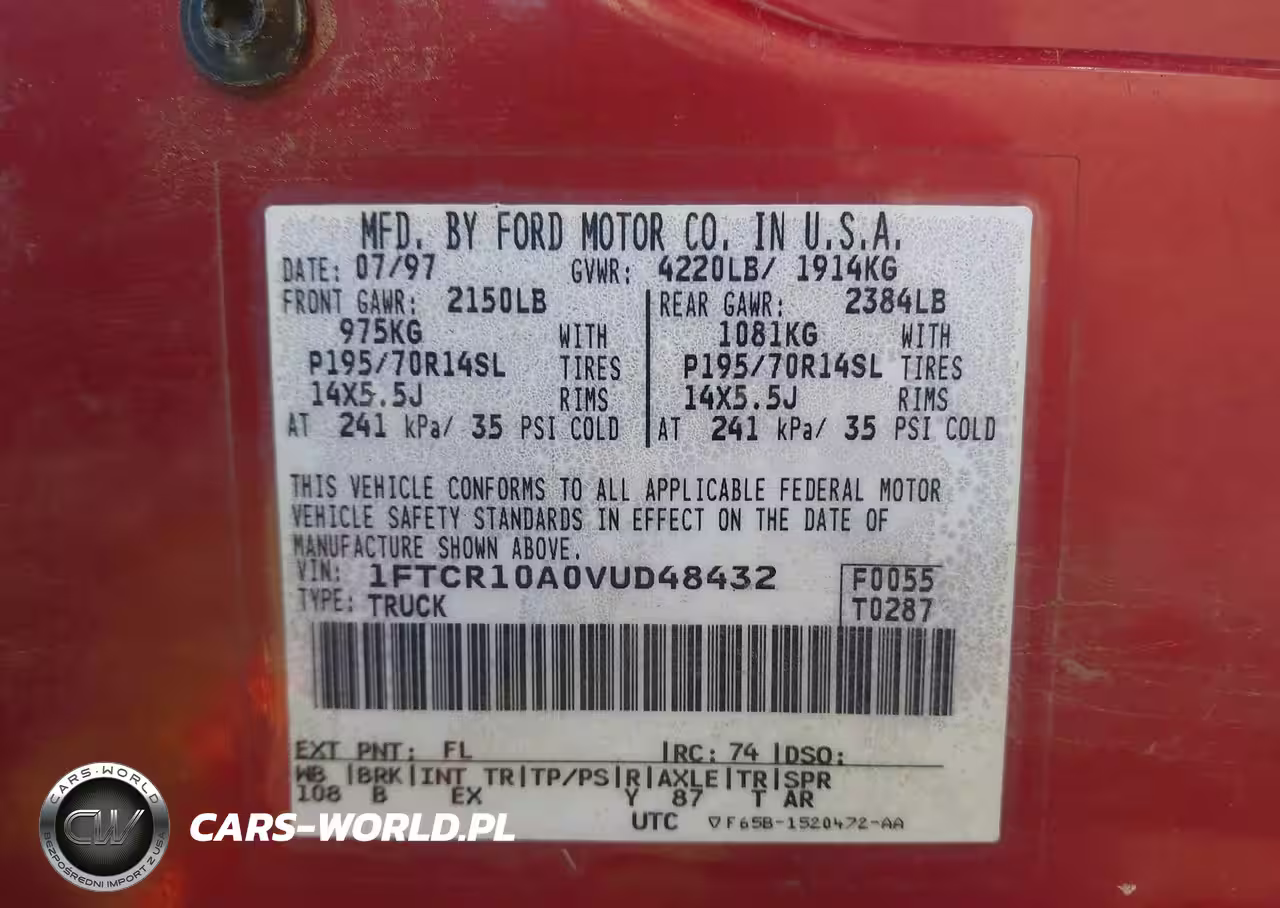 MFD. BY FORD MOTOR CO. IN U.S.A.
DATE: 07/97 GVWR: 4220LB/ 1914KG
FRONT GAWR: 2150LB REAR GAWR: 2384LB
975KG WITH 1081KG WITH
P195/70R14SL TIRES P195/70R14SL TIRES
14X5.5J RIMS 14X5.5J RIMS
AT 241 kPa/ 35 PSI COLD AT 241 kPa/ 35 PSI COLD
THIS VEHICLE CONFORMS TO ALL APPLICABLE FEDERAL MOTOR
VEHICLE SAFETY STANDARDS IN EFFECT ON THE DATE OF
MANUFACTURE SHOWN ABOVE.
VIN: 1FTCR10A0VUD48432 F0055
TYPE: TRUCK T0287
EXT PNT: FL |RC: 74 |DSO:
WB |BRK|INT TR|TP/PS|R|AXLE|TR|SPR
108 B EX Y 87 T AR
UTC ▽F65B-1520472-AA
CARS-WORLD
CW
BEZPOŚREDNI IMPORT Z USA
CARS-WORLD.PL